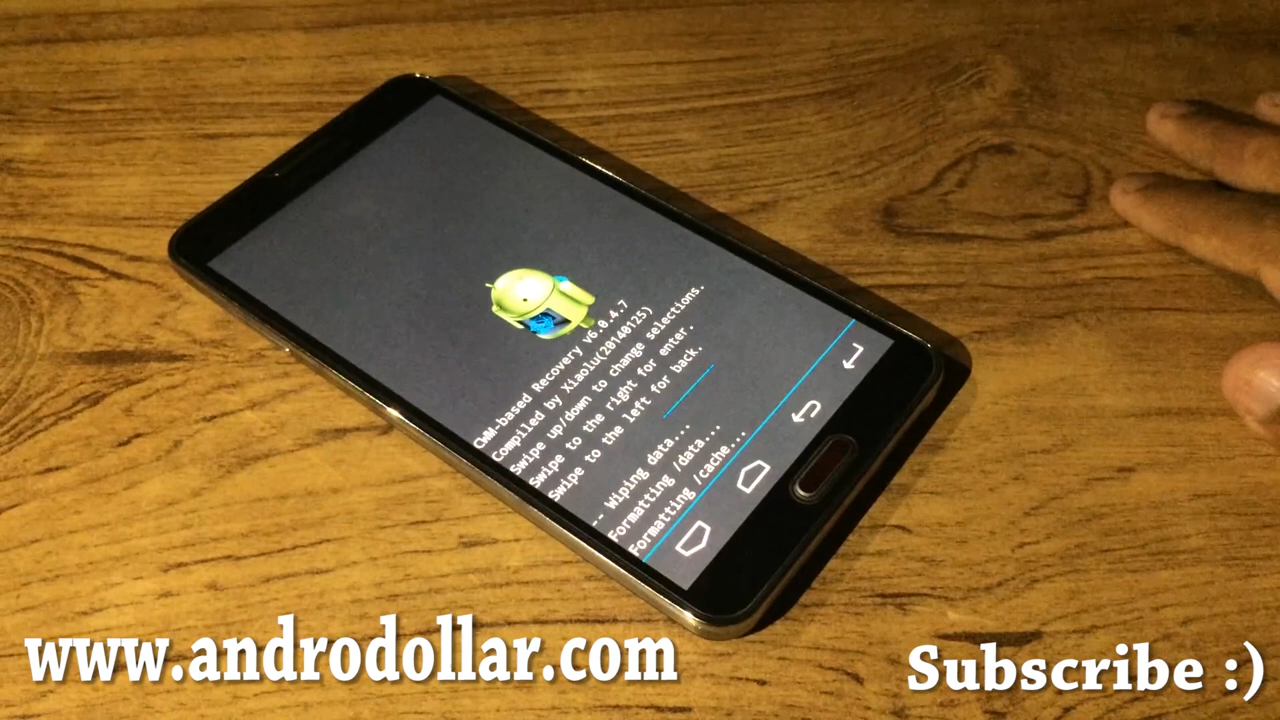 CWM-based Recovery v6.0.4.7
Compiled by Xiaolu(20140125)
Swipe up/down to change selections.
Swipe to the right for enter.
Swipe to the left for back.
-- Wiping data...
Formatting /data...
Formatting /cache...
www.androdollar.com
Subscribe :)